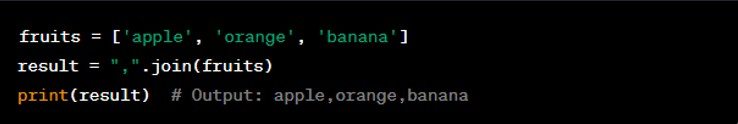 fruits = ['apple', 'orange', 'banana']
result = ",".join(fruits)
print(result)  # Output: apple,orange,banana